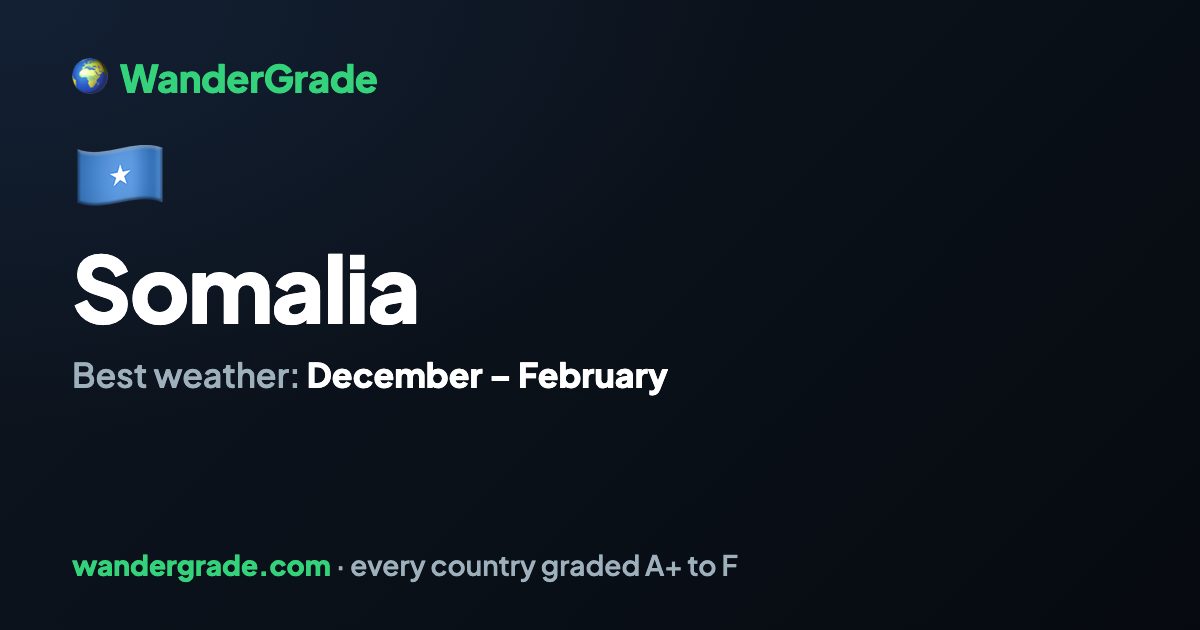 WanderGrade
Somalia
Best weather: December – February
wandergrade.com · every country graded A+ to F